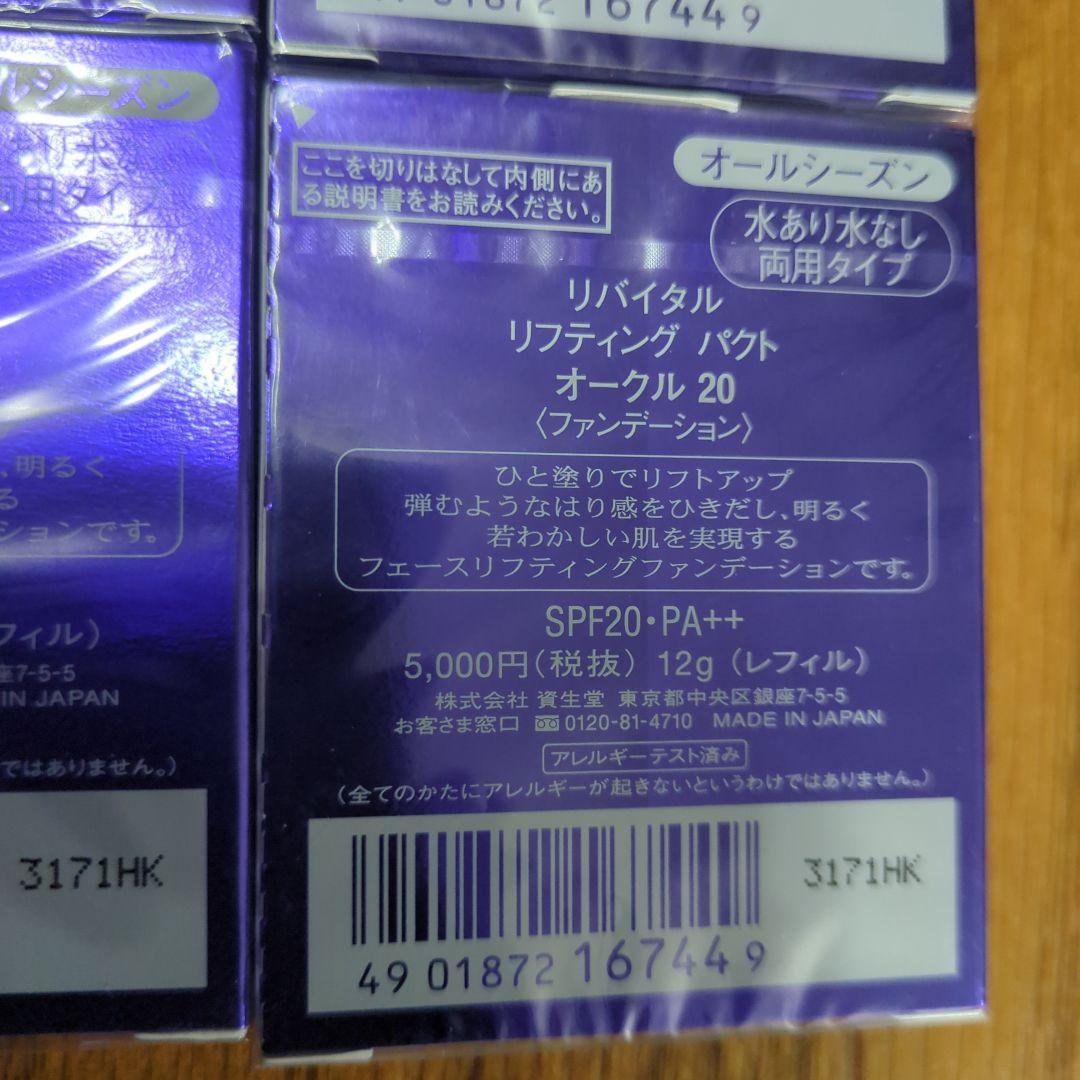 01872 167449
ここを切りはなして内側にあ
る説明書をお読みください。
オールシーズン
水あり水なし
両用タイプ
リバイタル
リフティング パクト
オークル 20
〈ファンデーション〉
ひと塗りでリフトアップ
弾むようなはり感をひきだし、明るく
若わかしい肌を実現する
フェースリフティングファンデーションです。
SPF20・PA++
5,000円(税抜) 12g (レフィル)
株式会社 資生堂 東京都中央区銀座7-5-5
お客さま窓口 0120-81-4710 MADE IN JAPAN
アレルギーテスト済み
(全てのかたにアレルギーが起きないというわけではありません。)
3171HK
49 01872 167449
ルシーズン
あり水な
両用タイプ
、明るく
る
ーションです。
フィル)
座7-5-5
IN JAPAN
ではありません。)
3171HK